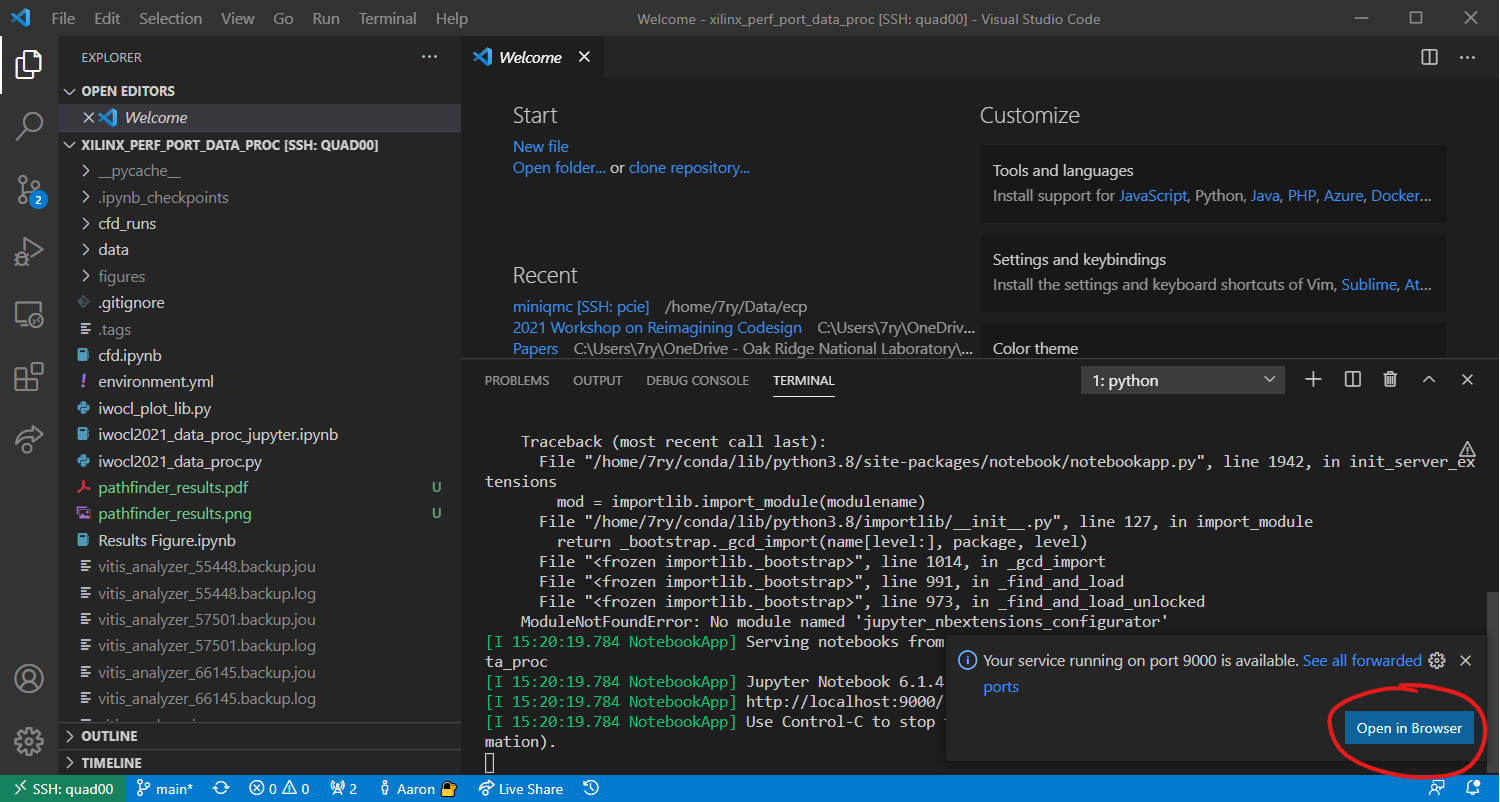 File Edit Selection View Go Run Terminal Help
Welcome - xilinx_perf_port_data_proc [SSH: quad00] - Visual Studio Code
EXPLORER
OPEN EDITORS
Welcome
XILINX_PERF_PORT_DATA_PROC [SSH: QUAD00]
__pycache__
.ipynb_checkpoints
cfd_runs
data
figures
.gitignore
.tags
cfd.ipynb
environment.yml
iwocl_plot_lib.py
iwocl2021_data_proc_jupyter.ipynb
iwocl2021_data_proc.py
pathfinder_results.pdf U
pathfinder_results.png U
Results Figure.ipynb
vitis_analyzer_55448.backup.jou
vitis_analyzer_55448.backup.log
vitis_analyzer_57501.backup.jou
vitis_analyzer_57501.backup.log
vitis_analyzer_66145.backup.jou
vitis_analyzer_66145.backup.log
OUTLINE
TIMELINE
2
Welcome
Start
New file
Open folder... or clone repository...
Recent
miniqmc [SSH: pcie] /home/7ry/Data/ecp
2021 Workshop on Reimagining Codesign C:\Users\7ry\OneDriv...
Papers C:\Users\7ry\OneDrive - Oak Ridge National Laboratory\...
Customize
Tools and languages
Install support for JavaScript, Python, Java, PHP, Azure, Docker...
Settings and keybindings
Install the settings and keyboard shortcuts of Vim, Sublime, At...
Color theme
PROBLEMS OUTPUT DEBUG CONSOLE TERMINAL
1: python
Traceback (most recent call last):
File "/home/7ry/conda/lib/python3.8/site-packages/notebook/notebookapp.py", line 1942, in init_server_ex
tensions
mod = importlib.import_module(modulename)
File "/home/7ry/conda/lib/python3.8/importlib/__init__.py", line 127, in import_module
return _bootstrap._gcd_import(name[level:], package, level)
File "<frozen importlib._bootstrap>", line 1014, in _gcd_import
File "<frozen importlib._bootstrap>", line 991, in _find_and_load
File "<frozen importlib._bootstrap>", line 973, in _find_and_load_unlocked
ModuleNotFoundError: No module named 'jupyter_nbextensions_configurator'
[I 15:20:19.784 NotebookApp] Serving notebooks from
ta_proc
[I 15:20:19.784 NotebookApp] Jupyter Notebook 6.1.4
[I 15:20:19.784 NotebookApp] http://localhost:9000/
[I 15:20:19.784 NotebookApp] Use Control-C to stop
mation).
Your service running on port 9000 is available. See all forwarded
ports
Open in Browser
SSH: quad00 main* 0 0 2 Aaron Live Share